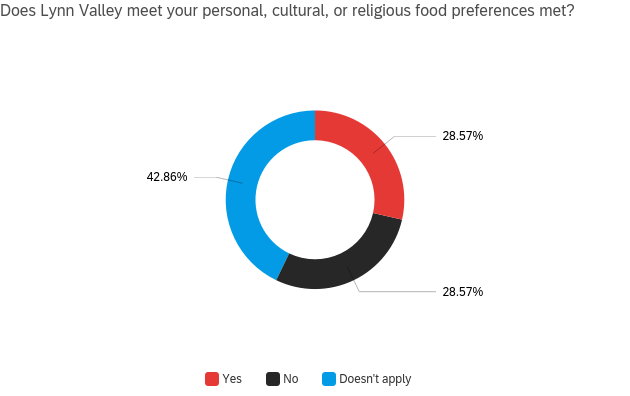 Does Lynn Valley meet your personal, cultural, or religious food preferences met?
28.57%
42.86%
28.57%
Yes No Doesn't apply